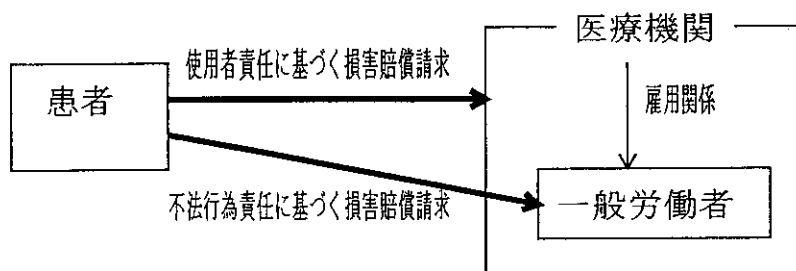 医療機関
使用者責任に基づく損害賠償請求
患者
雇用関係
一般労働者
不法行為責任に基づく損害賠償請求